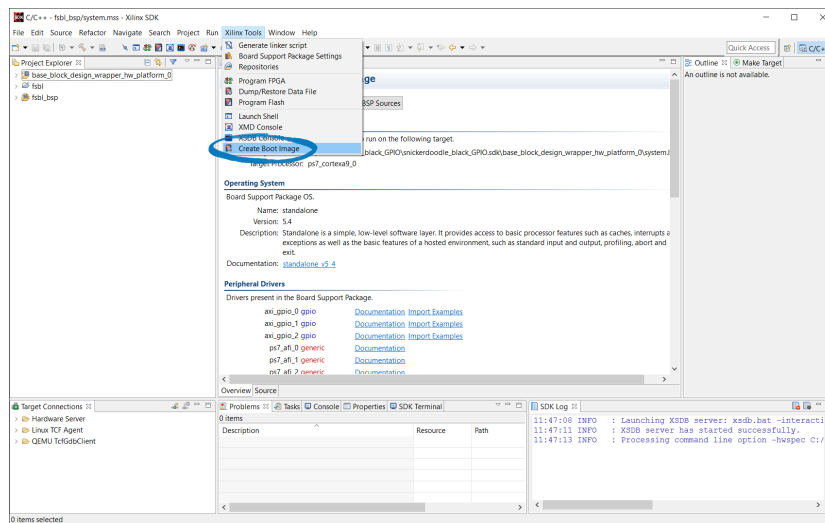 C/C++ - fsbl_bsp/system.mss - Xilinx SDK
File Edit Source Refactor Navigate Search Project Run Xilinx Tools Window Help
Generate linker script
Board Support Package Settings
Repositories
Program FPGA
Dump/Restore Data File
Program Flash
Launch Shell
XMD Console
XSDB Console
Create Boot Image
Quick Access
C/C+
Project Explorer
base_block_design_wrapper_hw_platform_0
fsbl
fsbl_bsp
ge
BSP Sources
run on the following target.
_black_GPIO\snickerdoodle_black_GPIO.sdk\base_block_design_wrapper_hw_platform_0\system.l
Target Processor: ps7_cortexa9_0
Operating System
Board Support Package OS.
Name: standalone
Version: 5.4
Description: Standalone is a simple, low-level software layer. It provides access to basic processor features such as caches, interrupts a
exceptions as well as the basic features of a hosted environment, such as standard input and output, profiling, abort and
exit.
Documentation: standalone_v5_4
Peripheral Drivers
Drivers present in the Board Support Package.
axi_gpio_0 gpio Documentation Import Examples
axi_gpio_1 gpio Documentation Import Examples
axi_gpio_2 gpio Documentation Import Examples
ps7_afi_0 generic Documentation
ps7_afi_1 generic Documentation
ps7_afi_2 generic Documentation
Overview Source
Outline Make Target
An outline is not available.
Target Connections
Hardware Server
Linux TCF Agent
QEMU TcfGdbClient
Problems Tasks Console Properties SDK Terminal
0 items
Description Resource Path
SDK Log
11:47:08 INFO : Launching XSDB server: xsdb.bat -interacti
11:47:11 INFO : XSDB server has started successfully.
11:47:13 INFO : Processing command line option -hwspec C:/
0 items selected